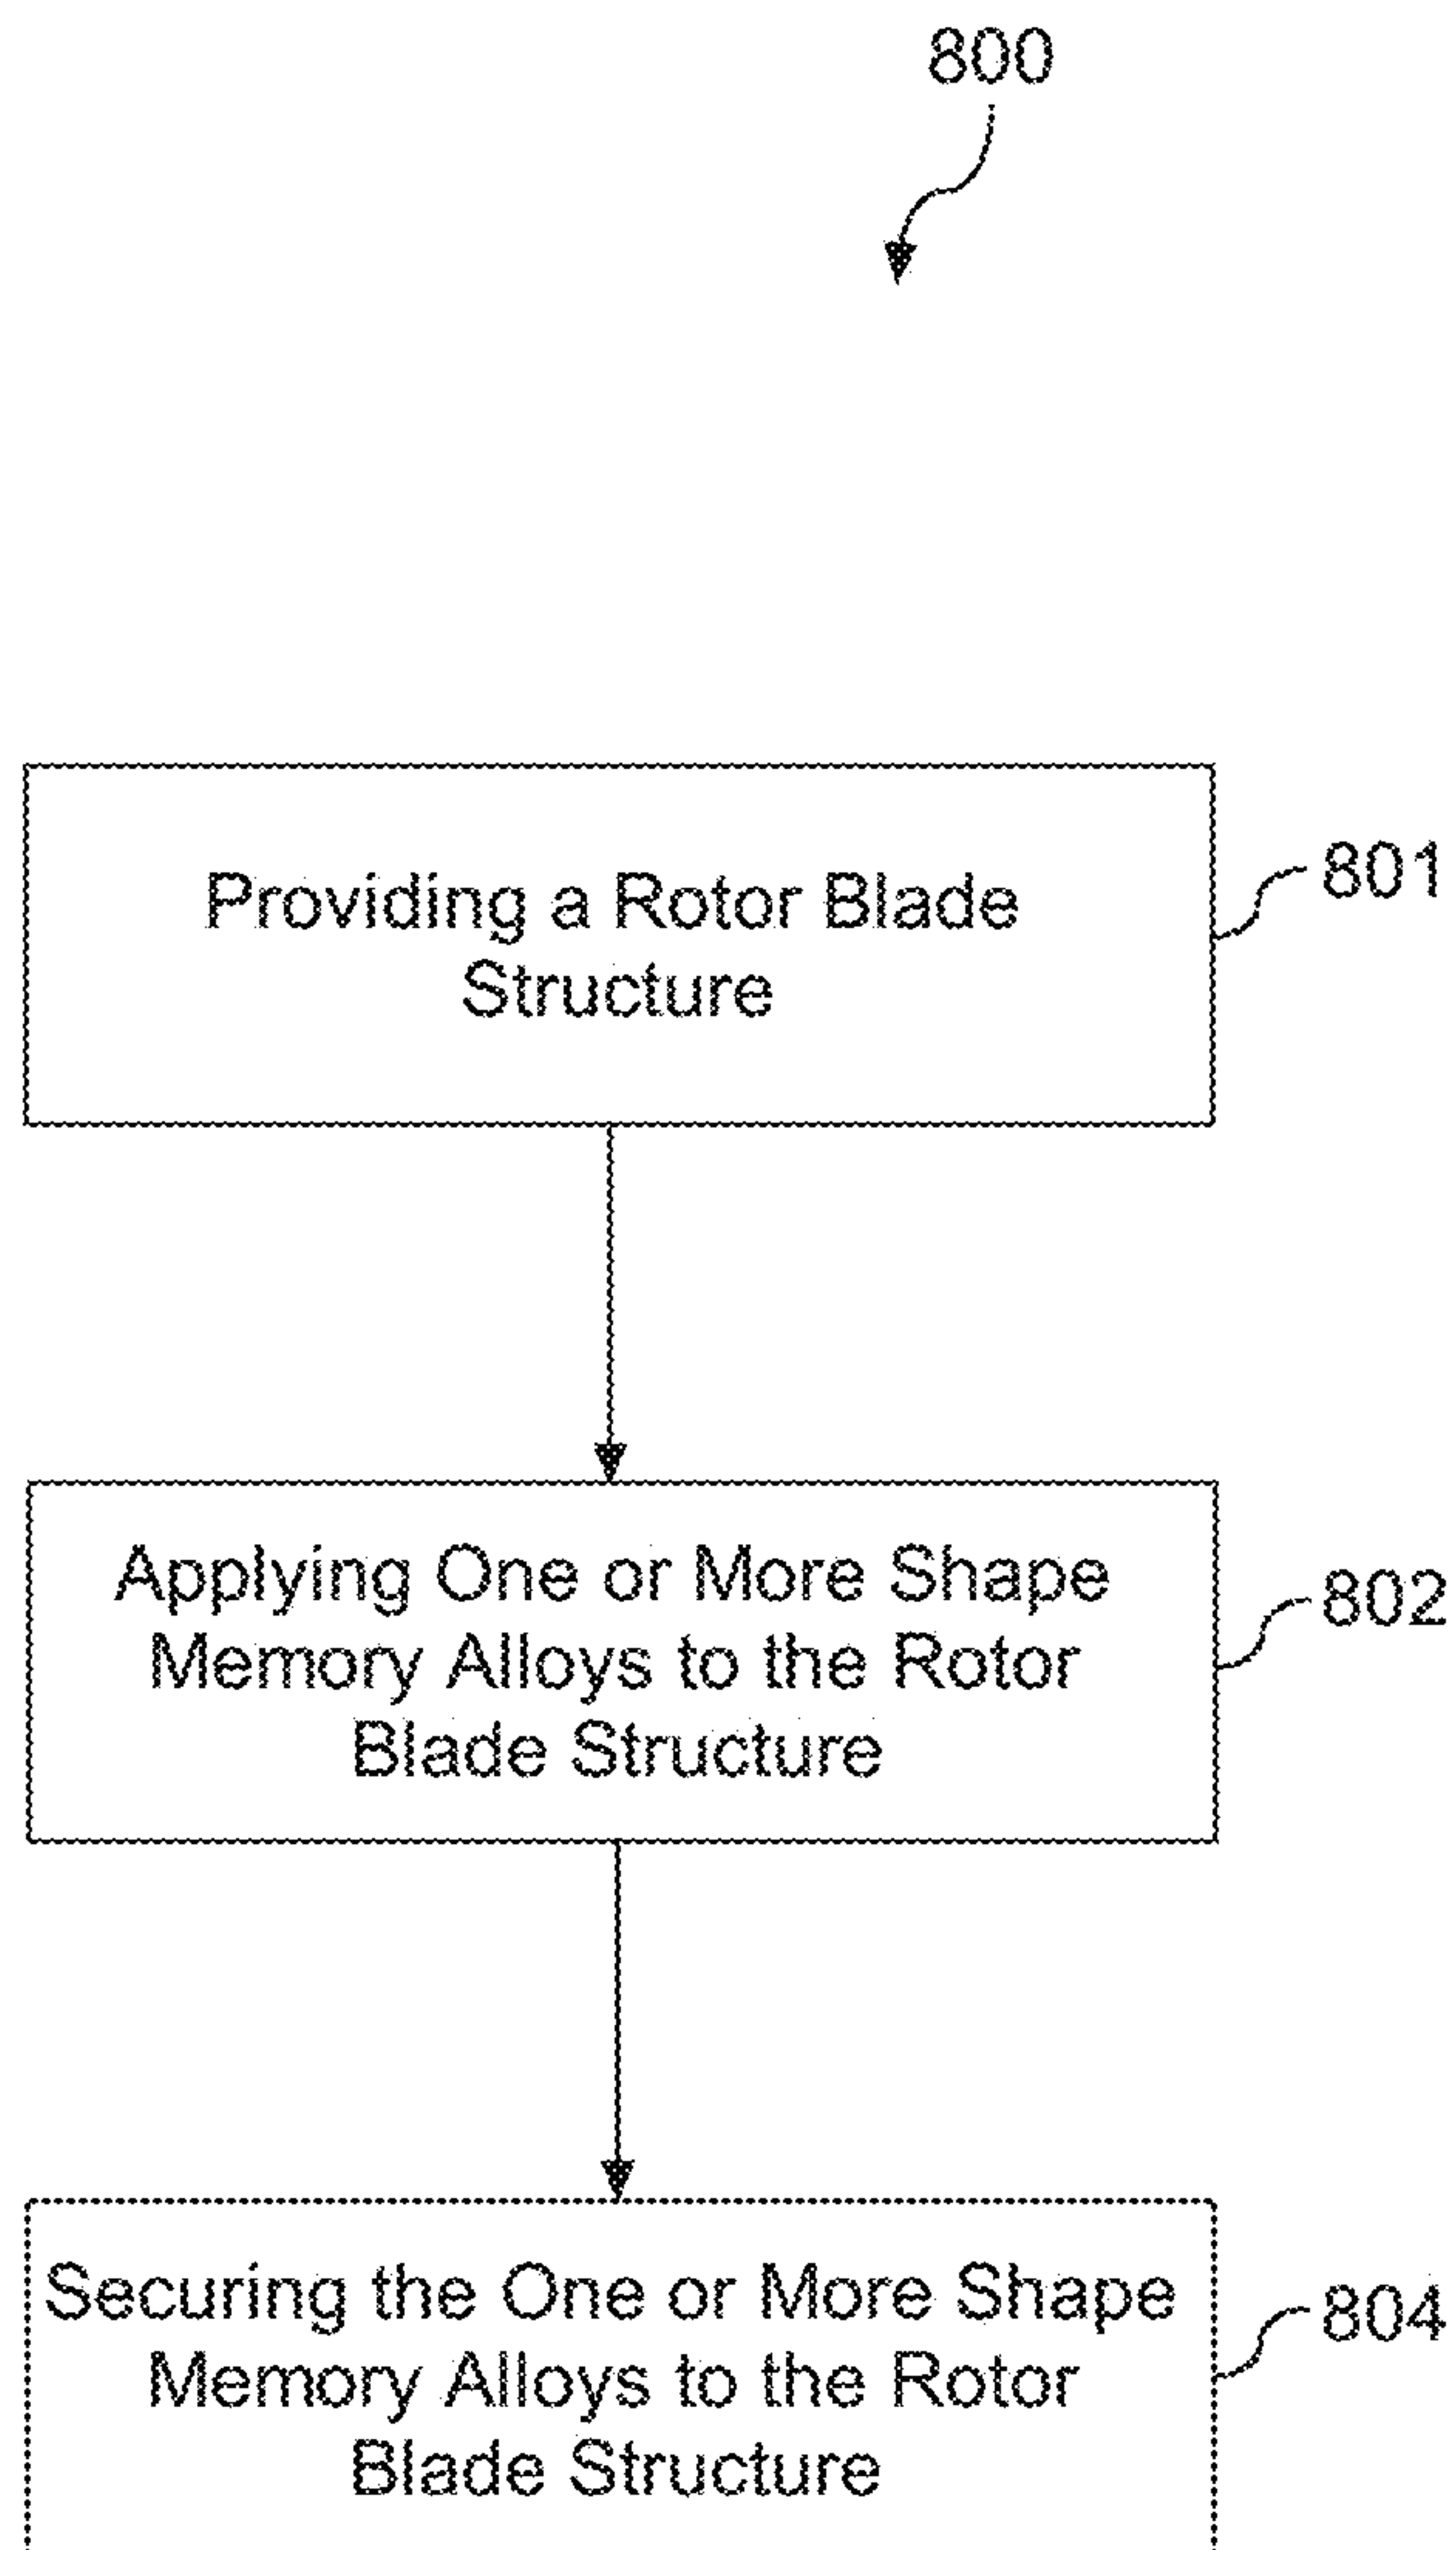 800
Providing a Rotor Blade
Structure
801
Applying One or More Shape
Memory Alloys to the Rotor
Blade Structure
802
Securing the One or More Shape
Memory Alloys to the Rotor
Blade Structure
804